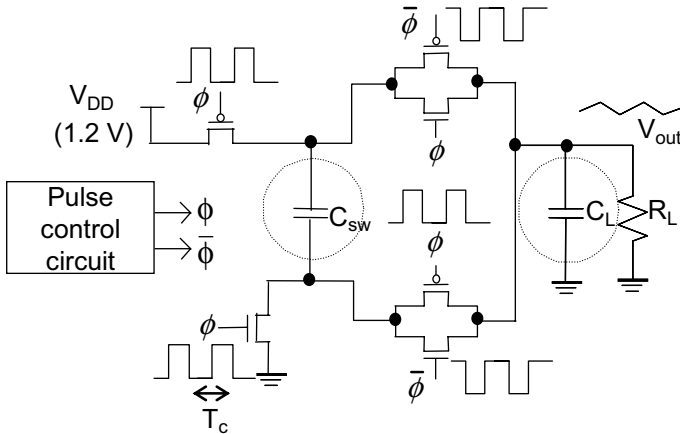 ϕ̅
ϕ
V_DD
(1.2 V)
V_out
ϕ
Pulse
control
circuit
ϕ
ϕ̅
C_sw
ϕ
C_L
R_L
ϕ
T_c
ϕ̅